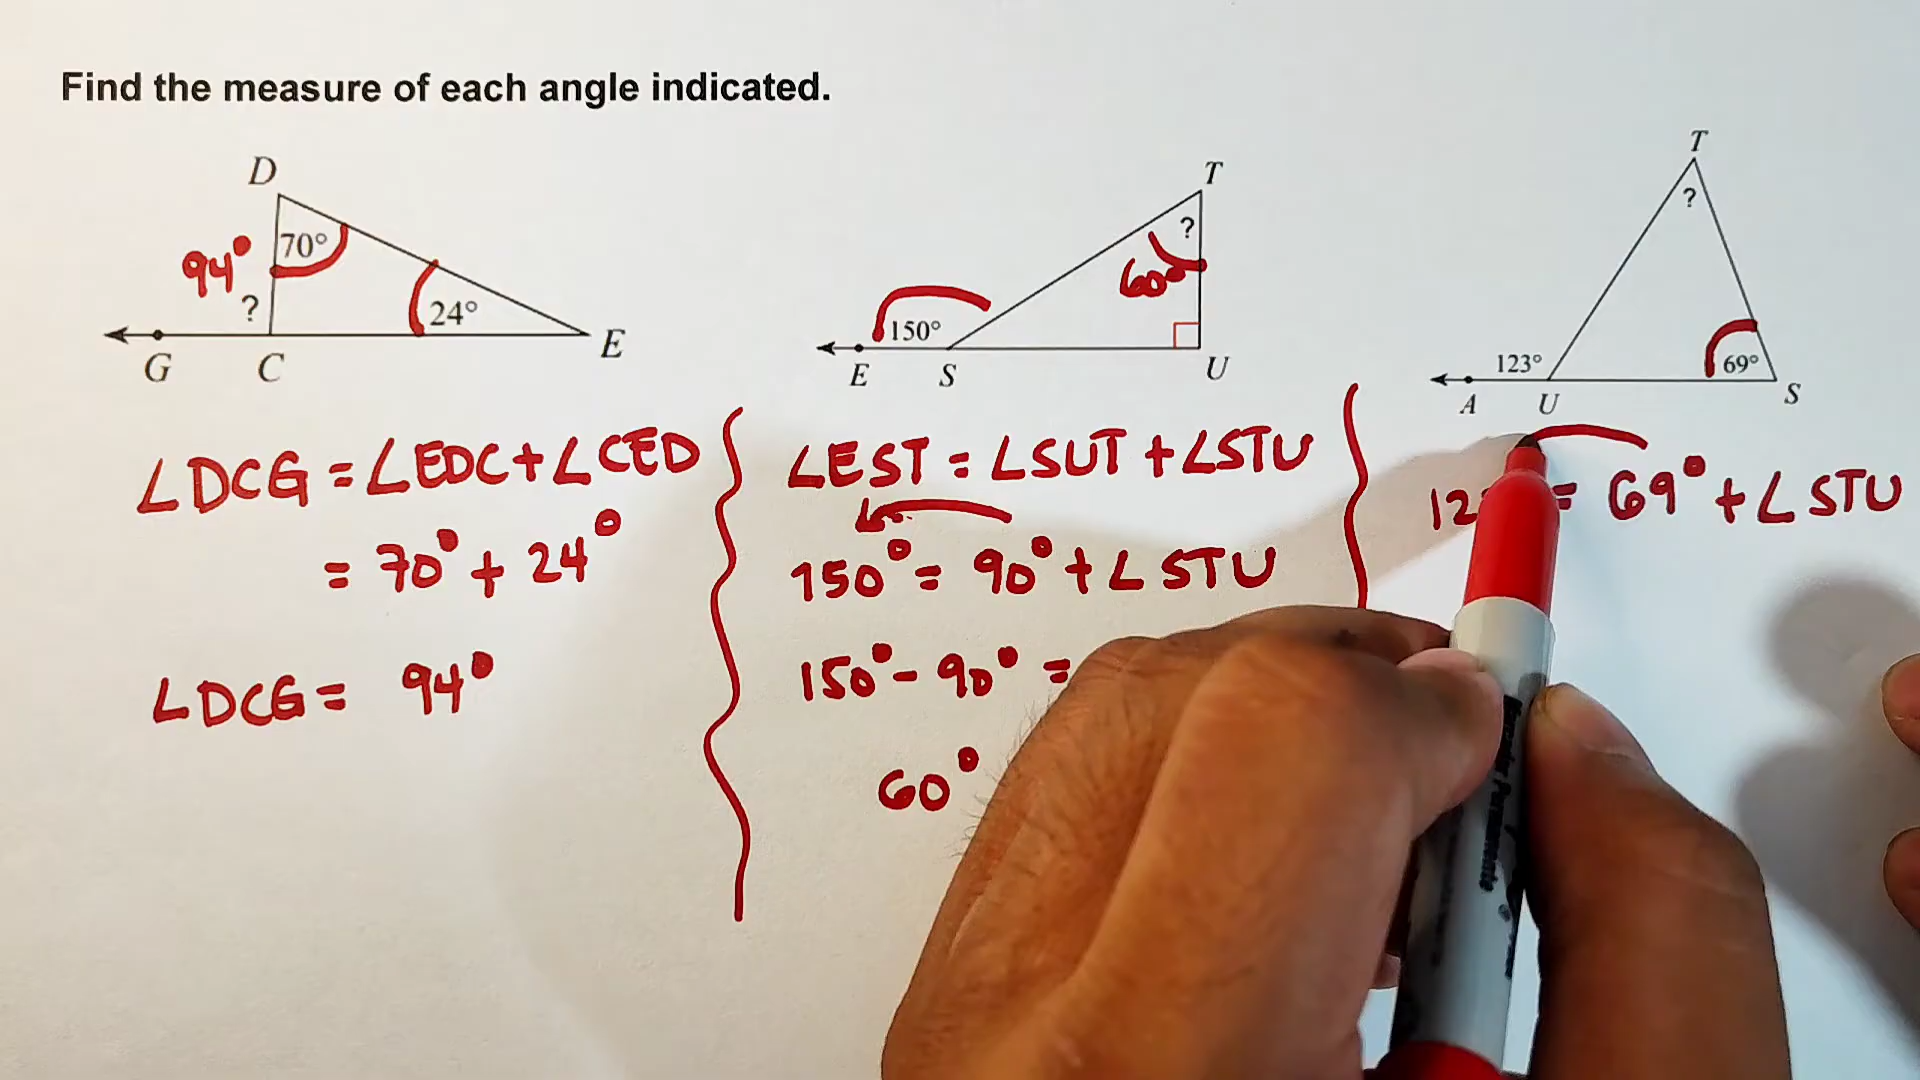 Find the measure of each angle indicated.
D
70°
94°
?
24°
G
C
E
T
?
60°
150°
E
S
U
T
?
123°
69°
A
U
S
∠DCG = ∠EDC + ∠CED
= 70° + 24°
∠DCG = 94°
∠EST = ∠SUT + ∠STU
150° = 90° + ∠STU
150° - 90° =
60°
12 = 69° + ∠STU